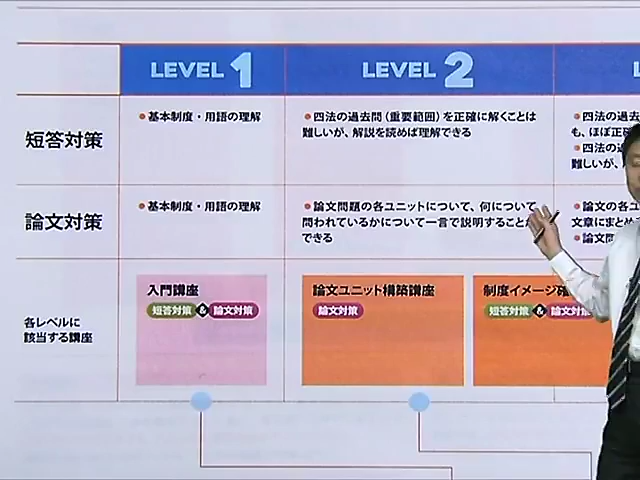 LEVEL 1
LEVEL 2
L
短答対策
●基本制度・用語の理解
●四法の過去問(重要範囲)を正確に解くことは
難しいが、解説を読めば理解できる
●四法の過去
も、ほぼ正確
●四法の過
難しいが、
論文対策
●基本制度・用語の理解
●論文問題の各ユニットについて、何について
問われているかについて一言で説明すること
できる
●論文の各ユ
文章にまとめ
●論文問
各レベルに
該当する講座
入門講座
短答対策 & 論文対策
論文ユニット構築講座
論文対策
制度イメージ確
短答対策 & 論文対